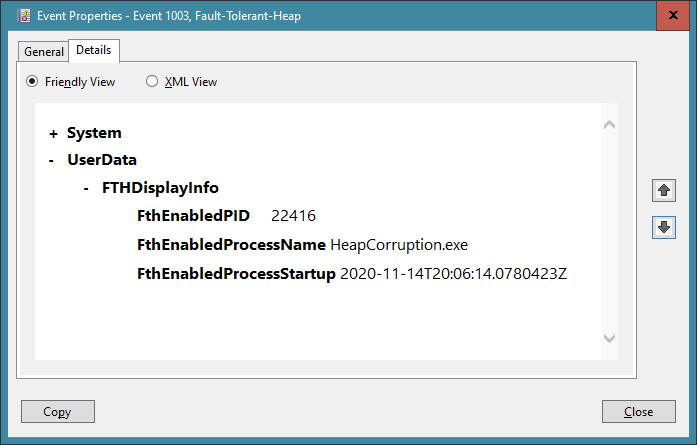 Event Properties - Event 1003, Fault-Tolerant-Heap
X
General Details
Friendly View XML View
+ System
- UserData
- FTHDisplayInfo
FthEnabledPID 22416
FthEnabledProcessName HeapCorruption.exe
FthEnabledProcessStartup 2020-11-14T20:06:14.0780423Z
Copy Close